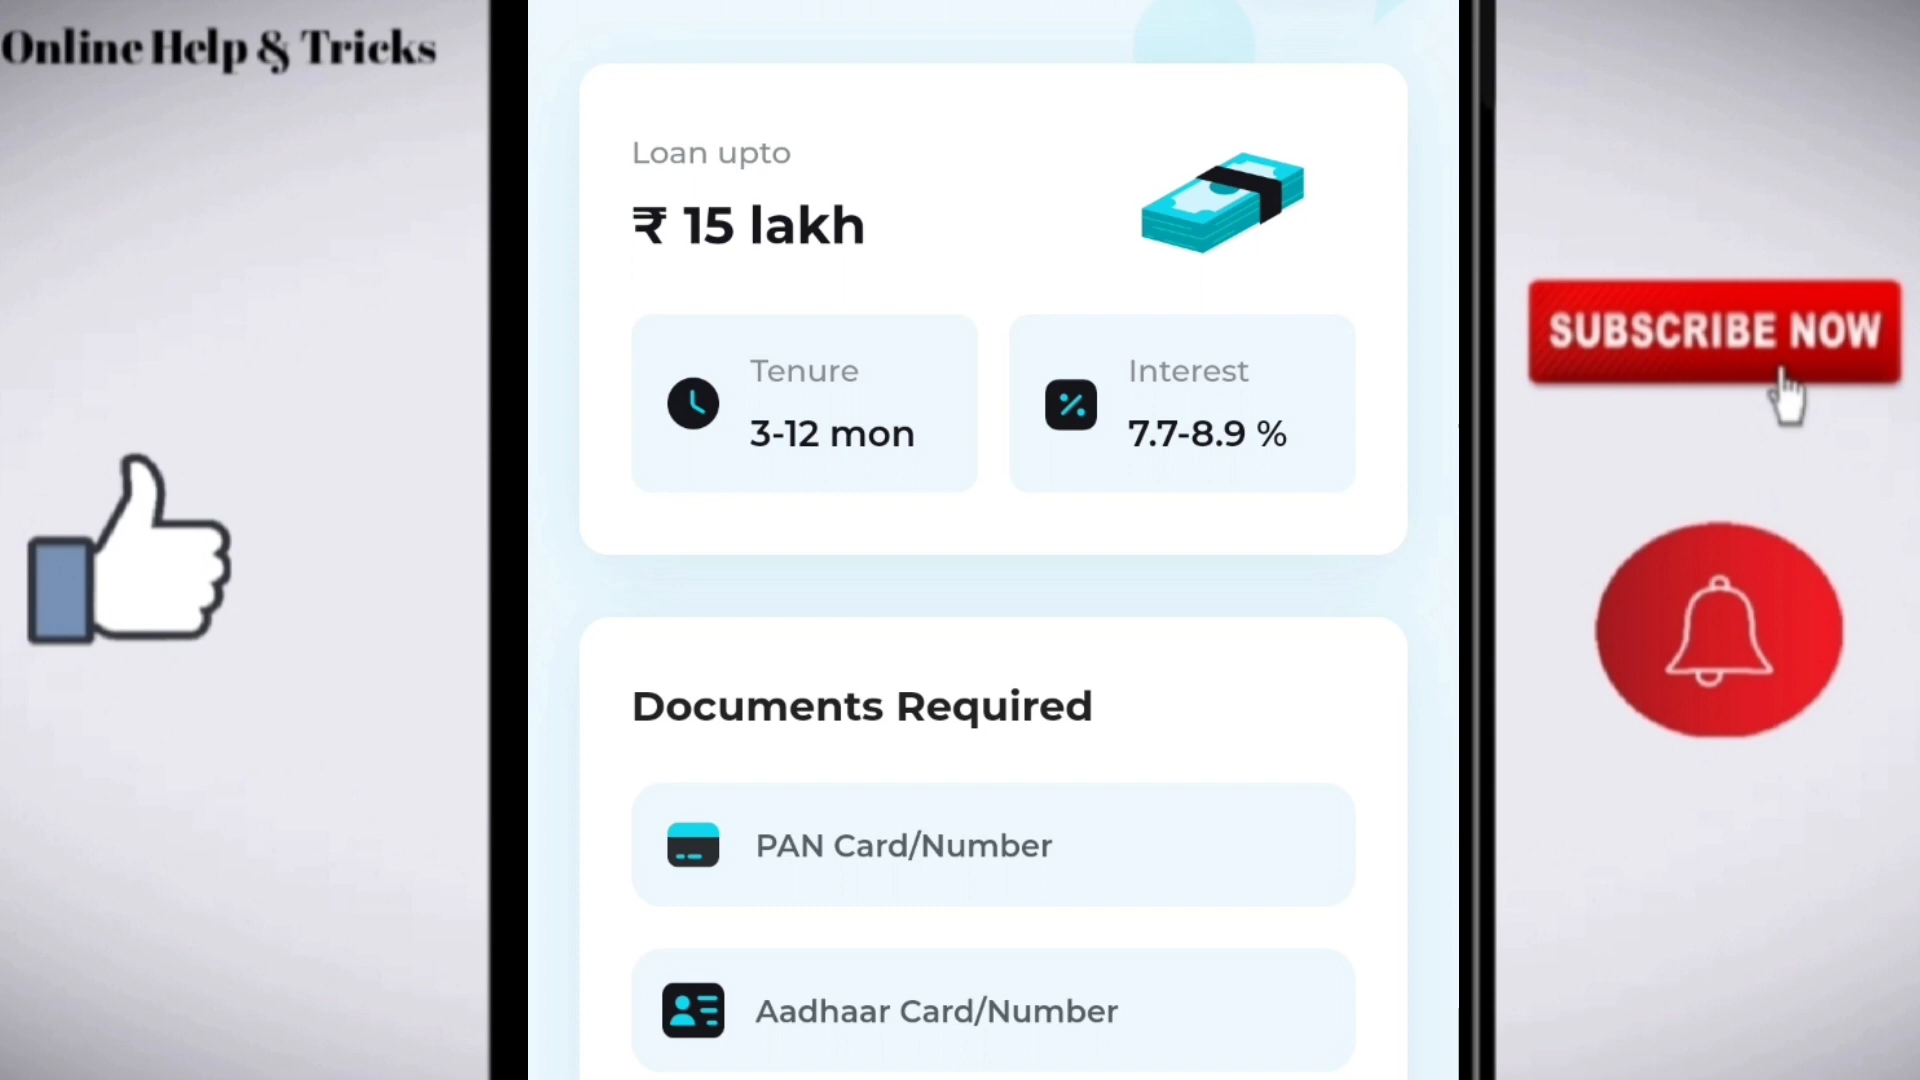 Online Help & Tricks
Loan upto
₹ 15 lakh
Tenure
3-12 mon
Interest
7.7-8.9 %
SUBSCRIBE NOW
Documents Required
PAN Card/Number
Aadhaar Card/Number